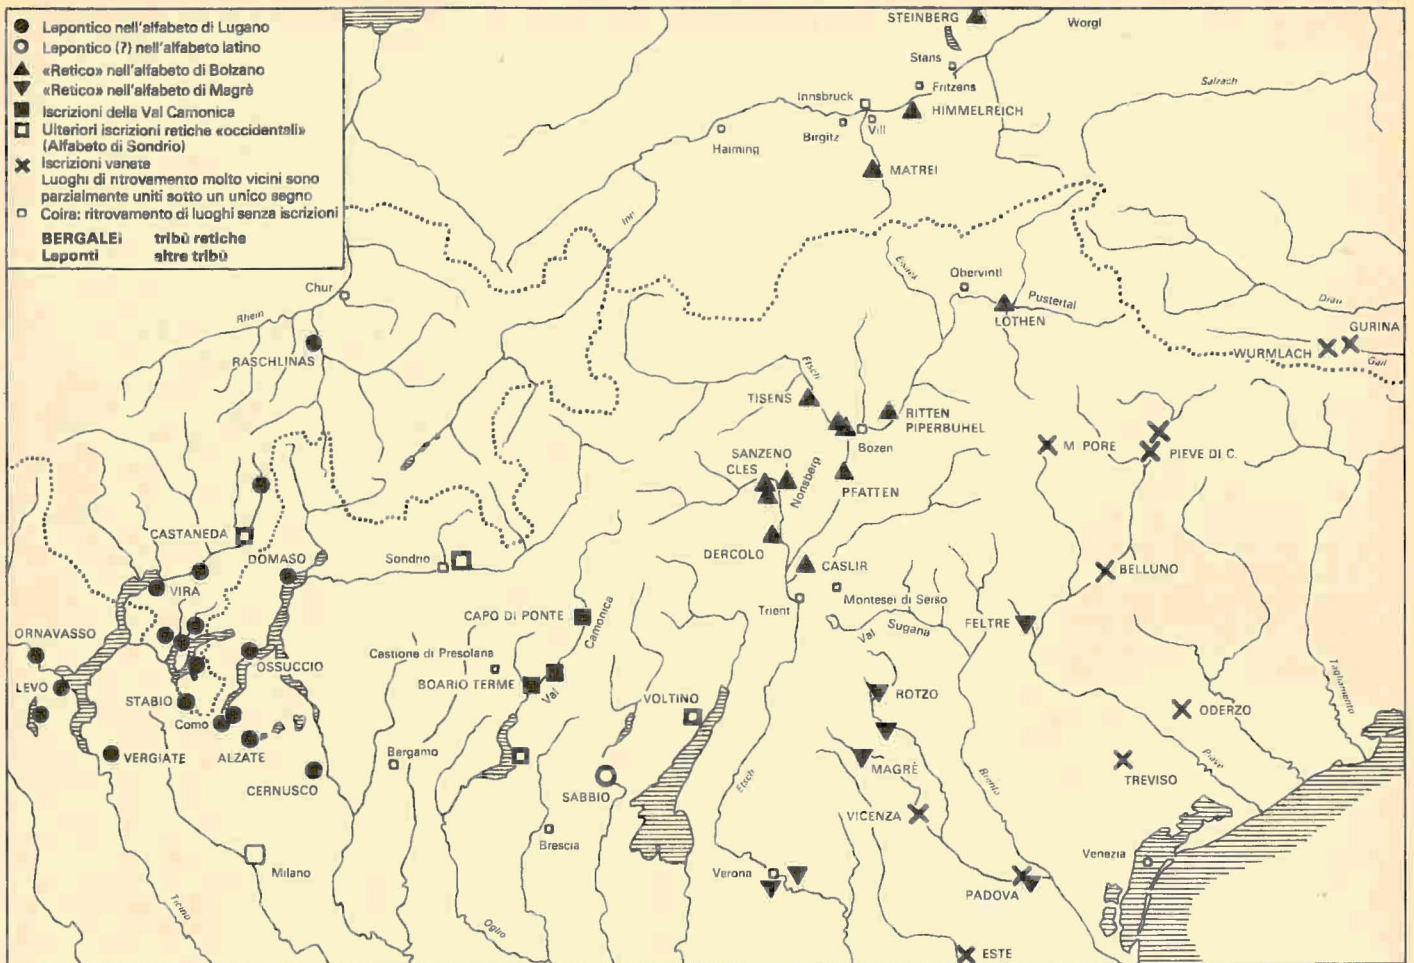 Lepontico nell'alfabeto di Lugano
Lepontico (?) nell'alfabeto latino
«Retico» nell'alfabeto di Bolzano
«Retico» nell'alfabeto di Magrè
Iscrizioni della Val Camonica
Ulteriori iscrizioni retiche «occidentali»
(Alfabeto di Sondrio)
Iscrizioni venete
Luoghi di ritrovamento molto vicini sono
parzialmente uniti sotto un unico segno
Coira: ritrovamento di luoghi senza iscrizioni
BERGALEI tribù retiche
Leponti altre tribù
STEINBERG
Worgl
Stans
Fritzens
Salzach
Innsbruck
HIMMELREICH
Birgitz
Vill
Haiming
MATREI
Inn
Chur
Rhein
RASCHLINAS
Eisack
Obervintl
Pustertal
LOTHEN
Drau
GURINA
WURMLACH
Gail
Etsch
TISENS
RITTEN
PIPERBUHEL
Bozen
M. PORE
PIEVE DI C.
SANZENO
CLES
Nonsberg
PFATTEN
CASTANEDA
Sondrio
DOMASO
DERCOLO
CASLIR
BELLUNO
VIRA
Trient
Montesei di Serso
CAPO DI PONTE
Camonica
Val
Sugana
FELTRE
ORNAVASSO
Castione di Presolana
OSSUCCIO
BOARIO TERME
Val
LEVO
STABIO
VOLTINO
ROTZO
ODERZO
Tagliamento
Como
VERGIATE
ALZATE
Bergamo
MAGRÈ
TREVISO
Piave
CERNUSCO
SABBIO
Etsch
Brenta
VICENZA
Brescia
Venezia
Milano
Verona
PADOVA
Ticino
Oglio
ESTE